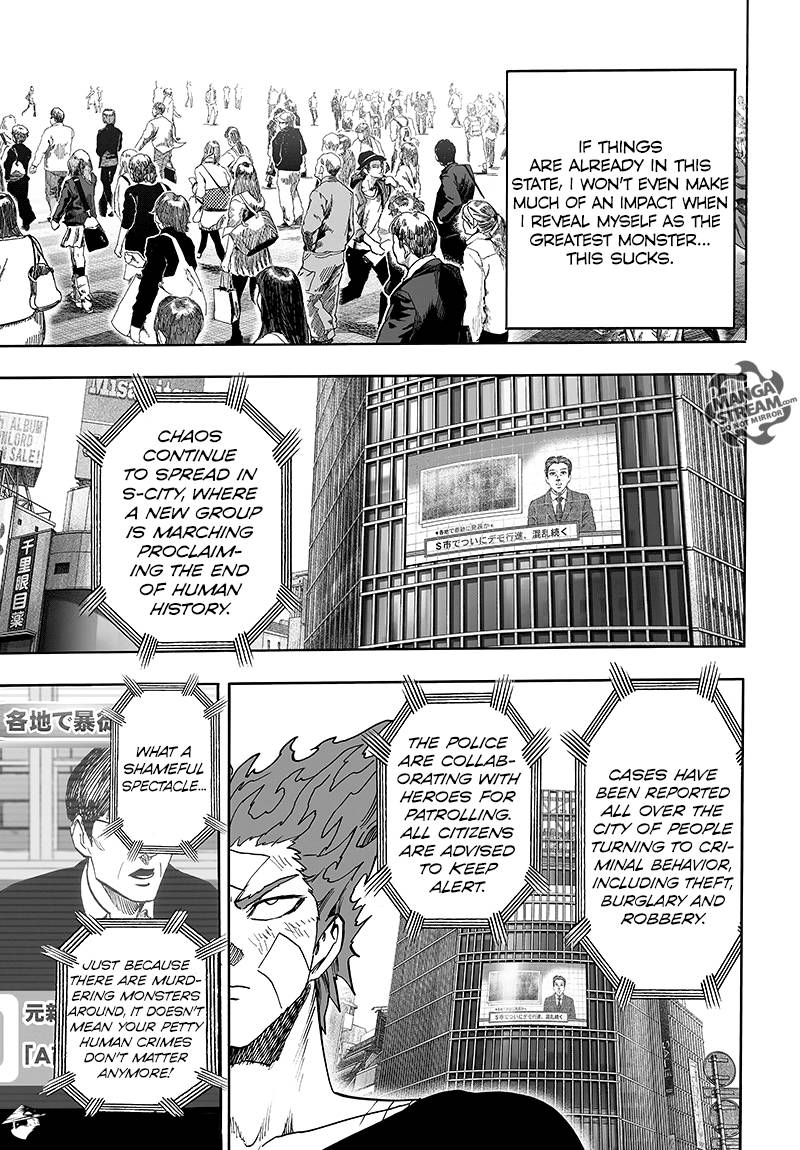 IF THINGS
ARE ALREADY IN THIS
STATE, I WON'T EVEN MAKE
MUCH OF AN IMPACT WHEN
I REVEAL MYSELF AS THE
GREATEST MONSTER...
THIS SUCKS.
MANGA
STREAM.com
DO NOT MIRROR
ALBUM
SALE!
千里眼目薬
CHAOS
CONTINUE
TO SPREAD IN
S-CITY, WHERE
A NEW GROUP
IS MARCHING
PROCLAIM-
ING THE END
OF HUMAN
HISTORY.
S市でついにデモ行進、混乱続く
CASES HAVE
BEEN REPORTED
ALL OVER THE
CITY OF PEOPLE
TURNING TO CRI-
MINAL BEHAVIOR,
INCLUDING THEFT,
BURGLARY AND
ROBBERY.
THE POLICE
ARE COLLAB-
ORATING WITH
HEROES FOR
PATROLLING.
ALL CITIZENS
ARE ADVISED
TO KEEP
ALERT.
S市でついにデモ行進、混乱続く
各地で暴徒
WHAT A
SHAMEFUL
SPECTACLE...
JUST BECAUSE
THERE ARE MURD-
ERING MONSTERS
AROUND, IT DOESN'T
MEAN YOUR PETTY
HUMAN CRIMES
DON'T MATTER
ANYMORE!
元新
「A